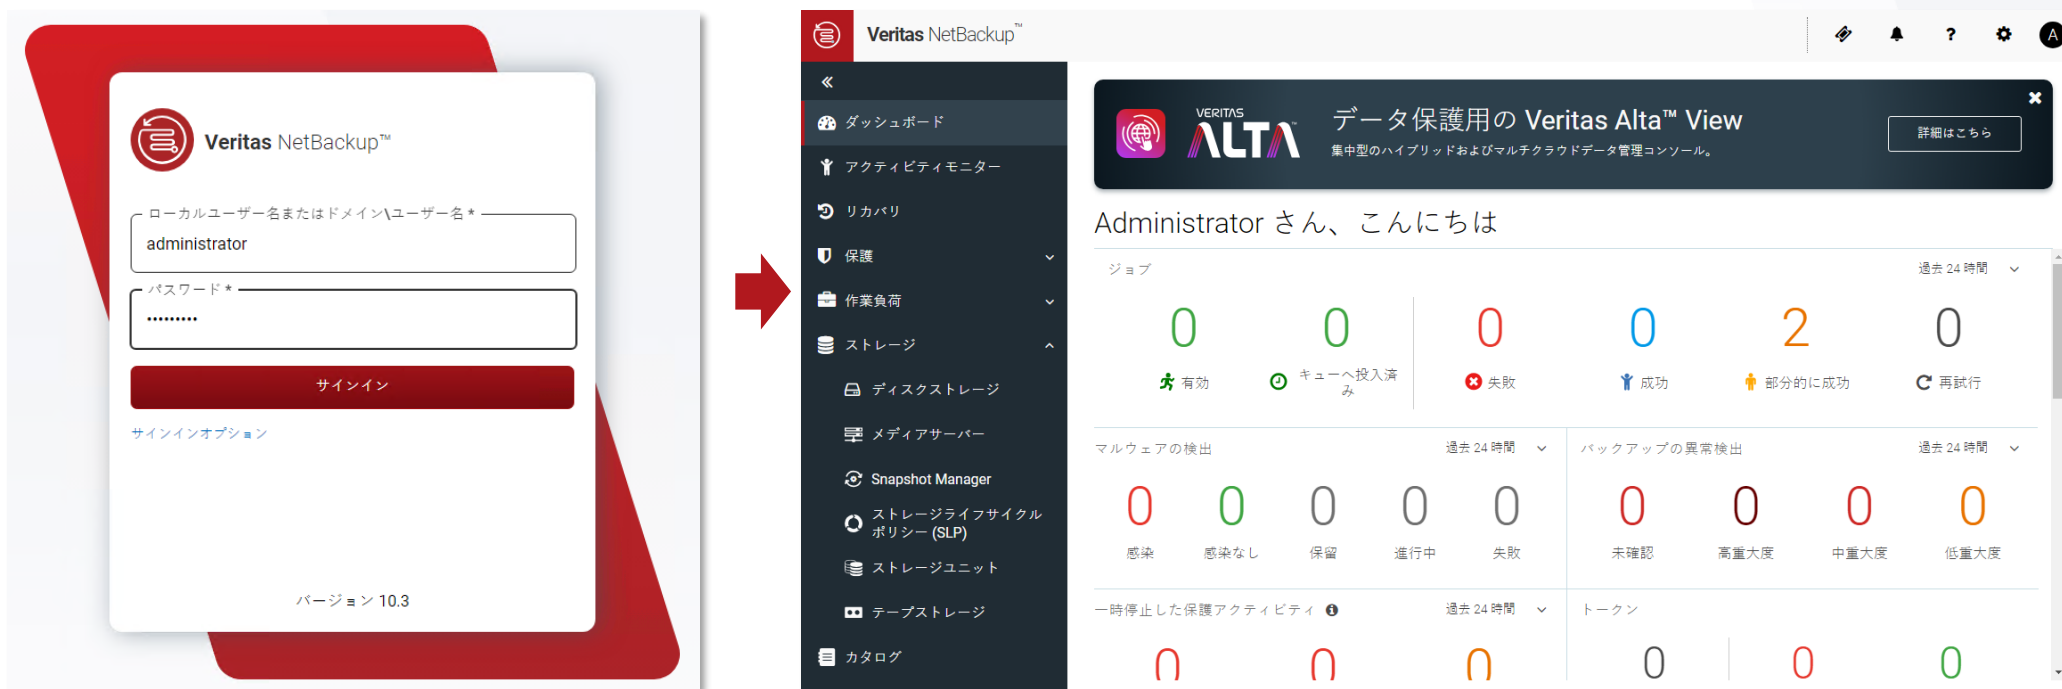 Veritas NetBackup™
ローカルユーザー名またはドメイン\ユーザー名 *
administrator
パスワード *
•••••••••
サインイン
サインインオプション
バージョン 10.3
Veritas NetBackup™
?
A
«
ダッシュボード
アクティビティモニター
リカバリ
保護
作業負荷
ストレージ
ディスクストレージ
メディアサーバー
Snapshot Manager
ストレージライフサイクル
ポリシー (SLP)
ストレージユニット
テープストレージ
カタログ
VERITAS
ALTA™
データ保護用の Veritas Alta™ View
集中型のハイブリッドおよびマルチクラウドデータ管理コンソール。
詳細はこちら
Administrator さん、こんにちは
ジョブ
過去 24 時間
0 0 0 0 2 0
有効 キューへ投入済
み 失敗 成功 部分的に成功 再試行
マルウェアの検出
過去 24 時間
0 0 0 0 0
感染 感染なし 保留 進行中 失敗
バックアップの異常検出
過去 24 時間
0 0 0 0
未確認 高重大度 中重大度 低重大度
一時停止した保護アクティビティ
過去 24 時間
0 0 0
トークン
0 0 0